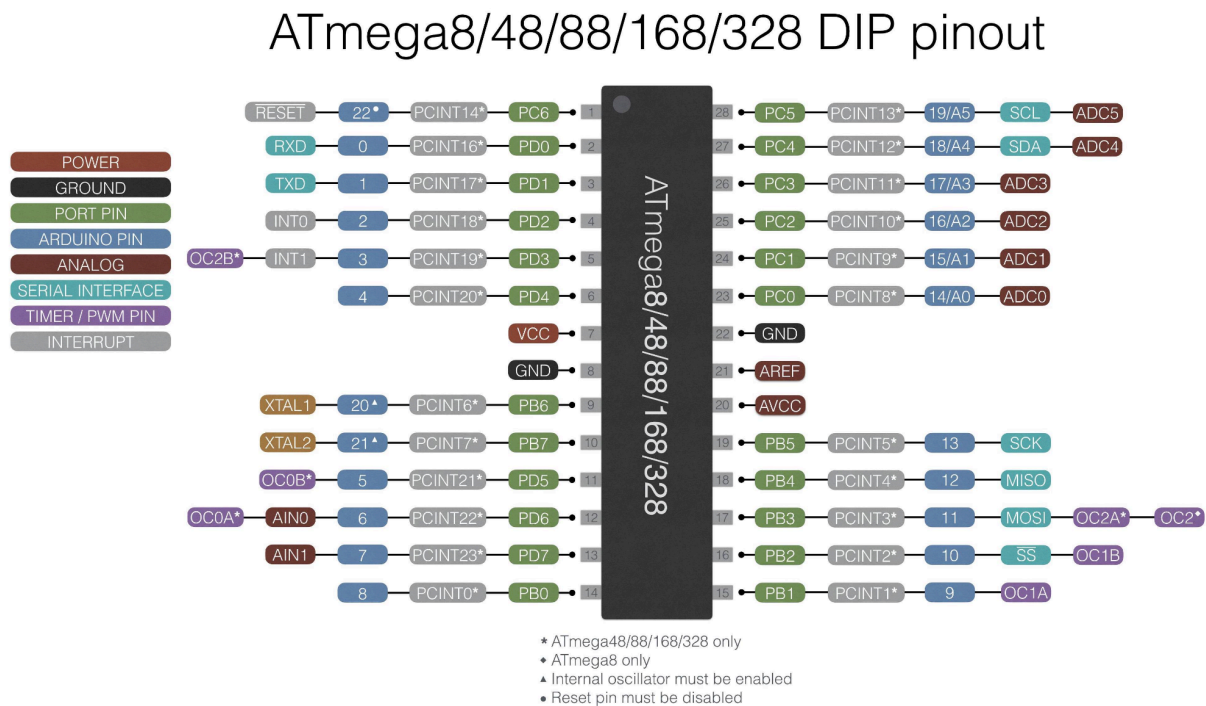 ATmega8/48/88/168/328 DIP pinout
RESET 22● PCINT14* PC6 1 28 PC5 PCINT13* 19/A5 SCL ADC5
RXD 0 PCINT16* PD0 2 27 PC4 PCINT12* 18/A4 SDA ADC4
POWER
TXD 1 PCINT17* PD1 3 26 PC3 PCINT11* 17/A3 ADC3
GROUND
PORT PIN
INT0 2 PCINT18* PD2 4 25 PC2 PCINT10* 16/A2 ADC2
ARDUINO PIN
OC2B* INT1 3 PCINT19* PD3 5 24 PC1 PCINT9* 15/A1 ADC1
ANALOG
SERIAL INTERFACE
4 PCINT20* PD4 6 23 PC0 PCINT8* 14/A0 ADC0
TIMER / PWM PIN
VCC 7 22 GND
INTERRUPT
GND 8 21 AREF
XTAL1 20▲ PCINT6* PB6 9 20 AVCC
XTAL2 21▲ PCINT7* PB7 10 19 PB5 PCINT5* 13 SCK
OC0B* 5 PCINT21* PD5 11 18 PB4 PCINT4* 12 MISO
OC0A* AIN0 6 PCINT22* PD6 12 17 PB3 PCINT3* 11 MOSI OC2A* OC2◆
AIN1 7 PCINT23* PD7 13 16 PB2 PCINT2* 10 SS OC1B
8 PCINT0* PB0 14 15 PB1 PCINT1* 9 OC1A
ATmega8/48/88/168/328
* ATmega48/88/168/328 only
◆ ATmega8 only
▲ Internal oscillator must be enabled
● Reset pin must be disabled